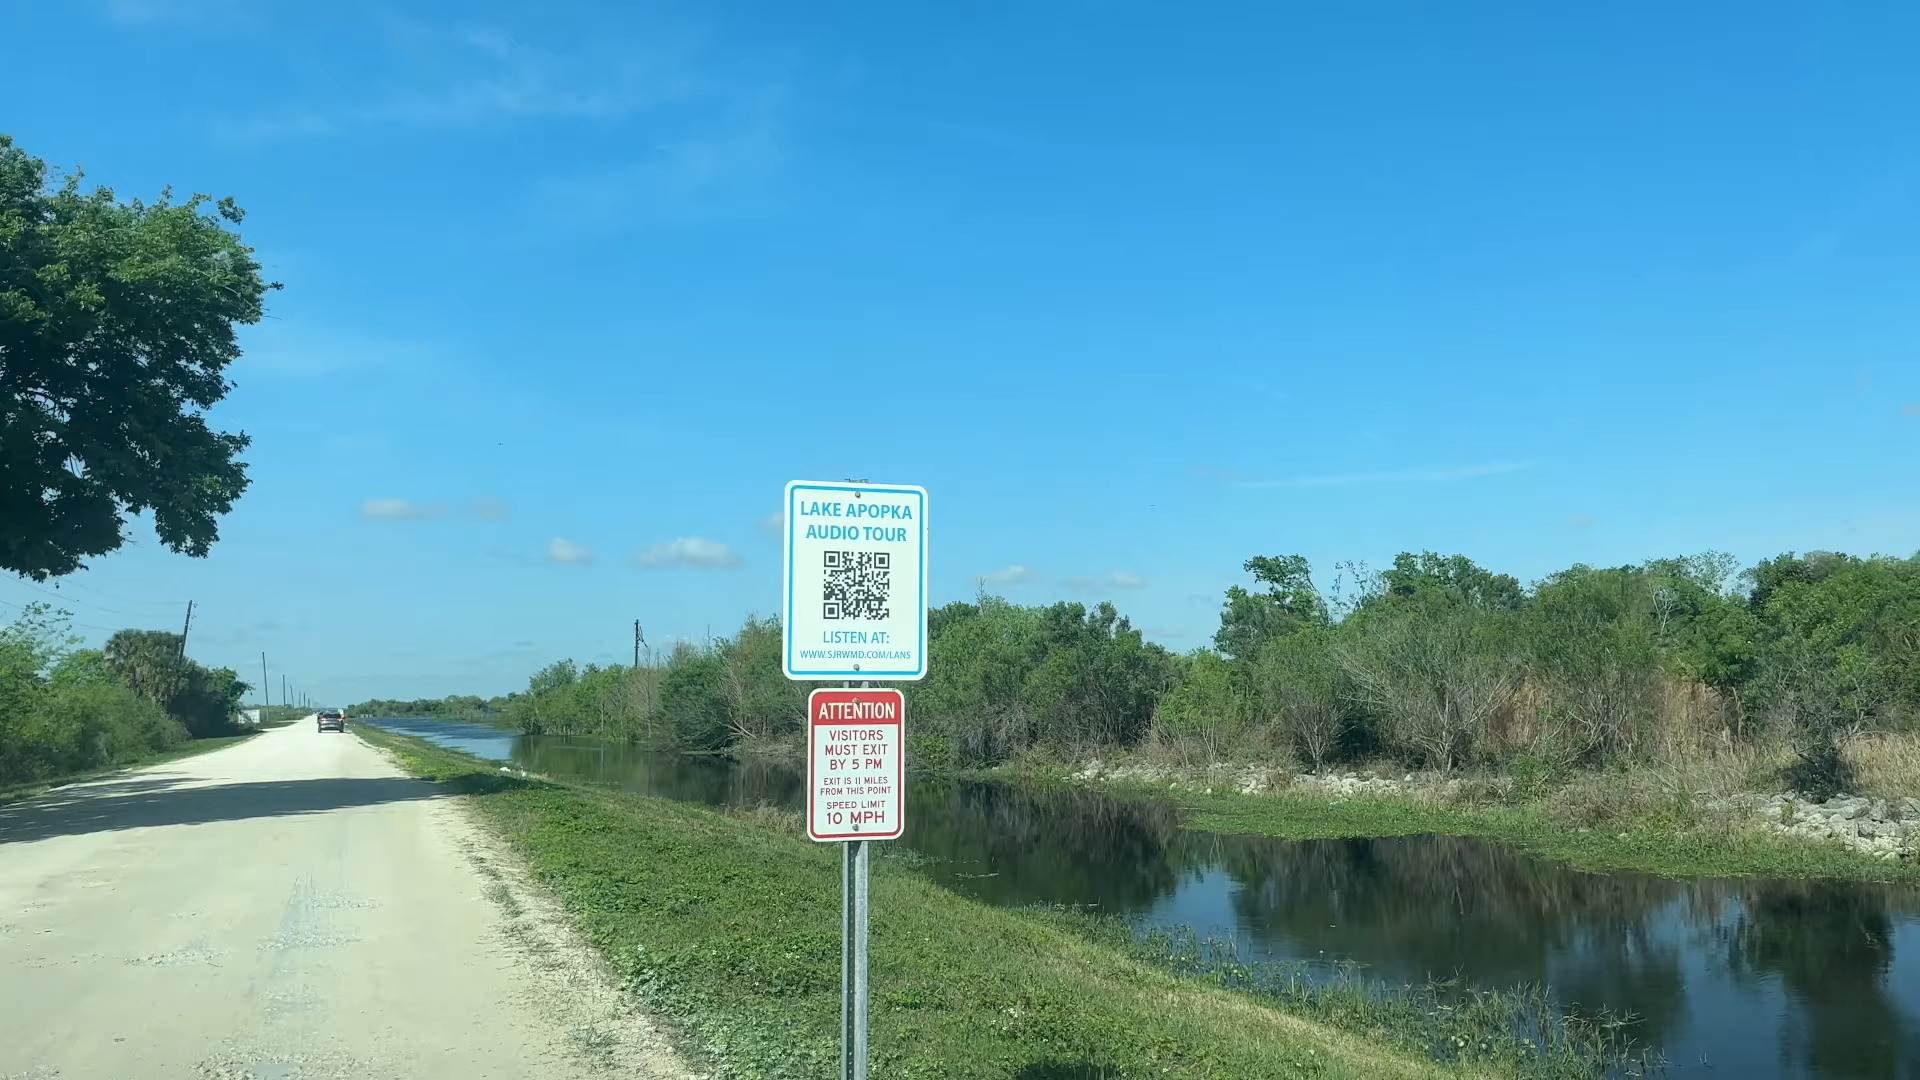 LAKE APOPKA
AUDIO TOUR
LISTEN AT:
WWW.SJRWMD.COM/LANS
ATTENTION
VISITORS
MUST EXIT
BY 5 PM
EXIT IS 11 MILES
FROM THIS POINT
SPEED LIMIT
10 MPH